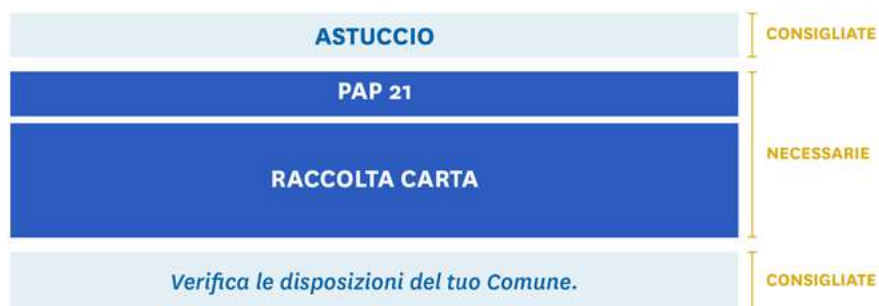 ASTUCCIO
CONSIGLIATE
PAP 21
RACCOLTA CARTA
NECESSARIE
Verifica le disposizioni del tuo Comune.
CONSIGLIATE